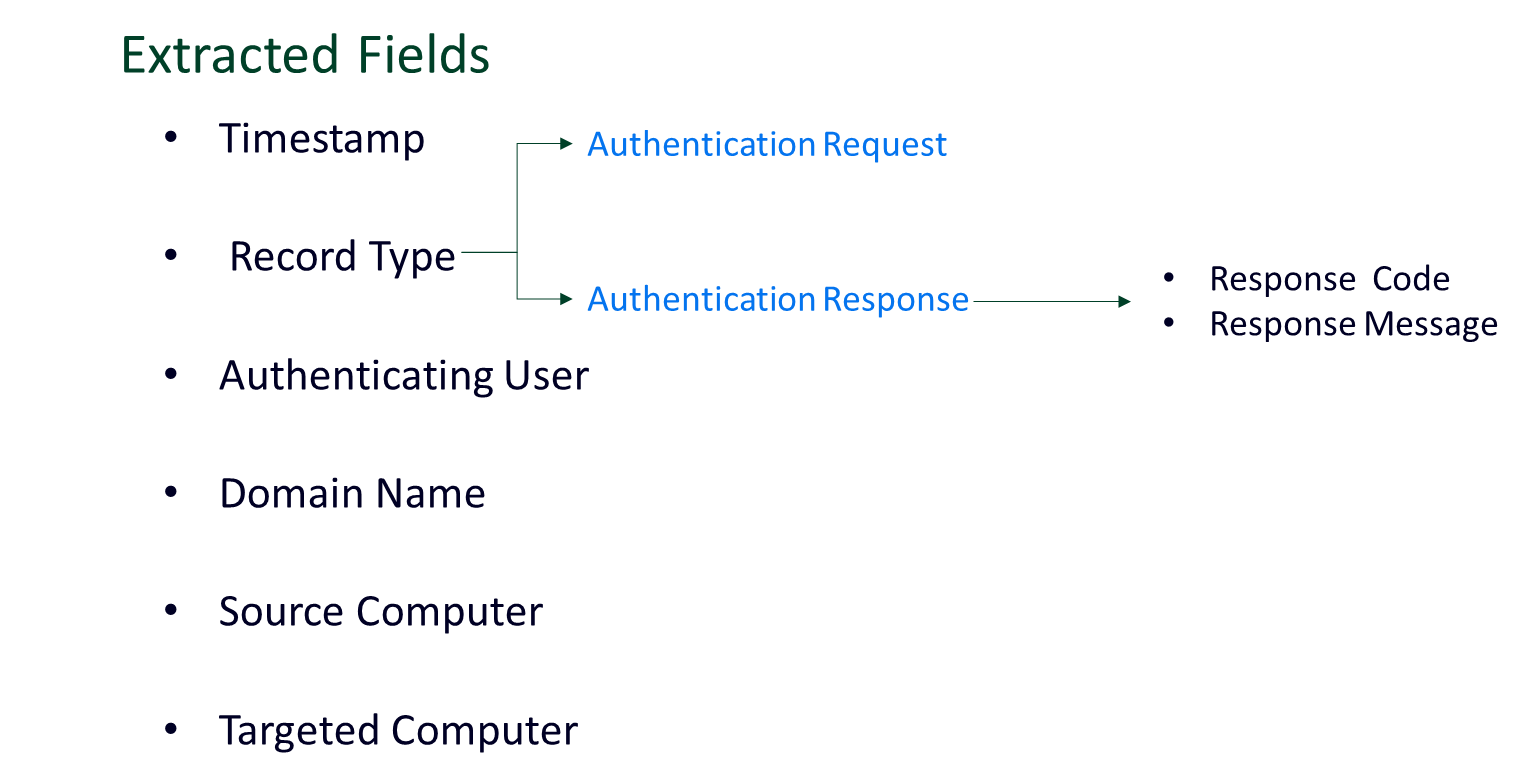 Extracted Fields
• Timestamp
Authentication Request
• Record Type
Authentication Response
• Response Code
• Response Message
• Authenticating User
• Domain Name
• Source Computer
• Targeted Computer